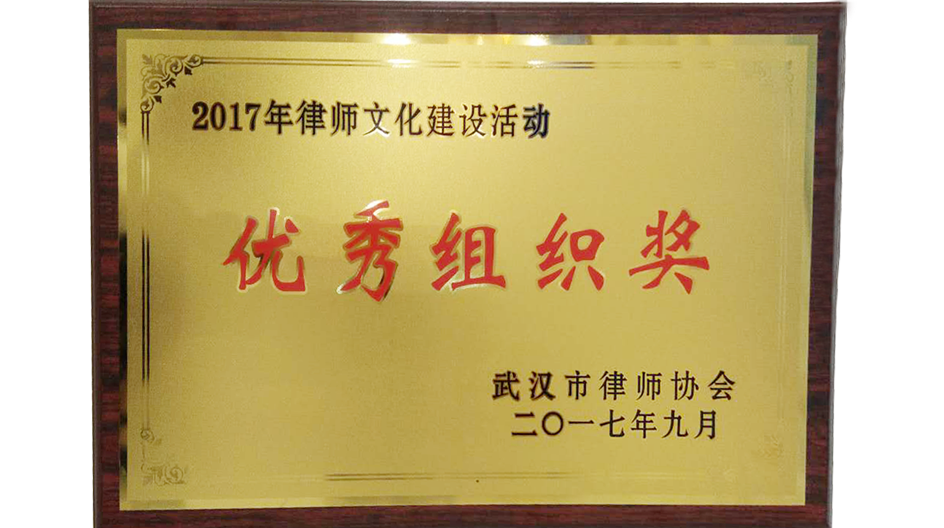 2017年律师文化建设活动
优秀组织奖
武汉市律师协会
二〇一七年九月